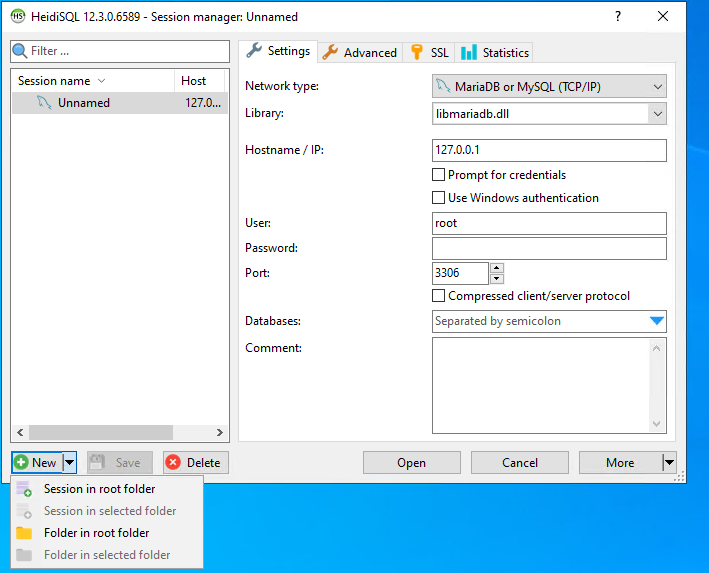 HeidiSQL 12.3.0.6589 - Session manager: Unnamed
Filter ...
Session name Host
Unnamed 127.0...
Settings Advanced SSL Statistics
Network type: MariaDB or MySQL (TCP/IP)
Library: libmariadb.dll
Hostname / IP: 127.0.0.1
Prompt for credentials
Use Windows authentication
User: root
Password:
Port: 3306
Compressed client/server protocol
Databases: Separated by semicolon
Comment:
New Save Delete Open Cancel More
Session in root folder
Session in selected folder
Folder in root folder
Folder in selected folder